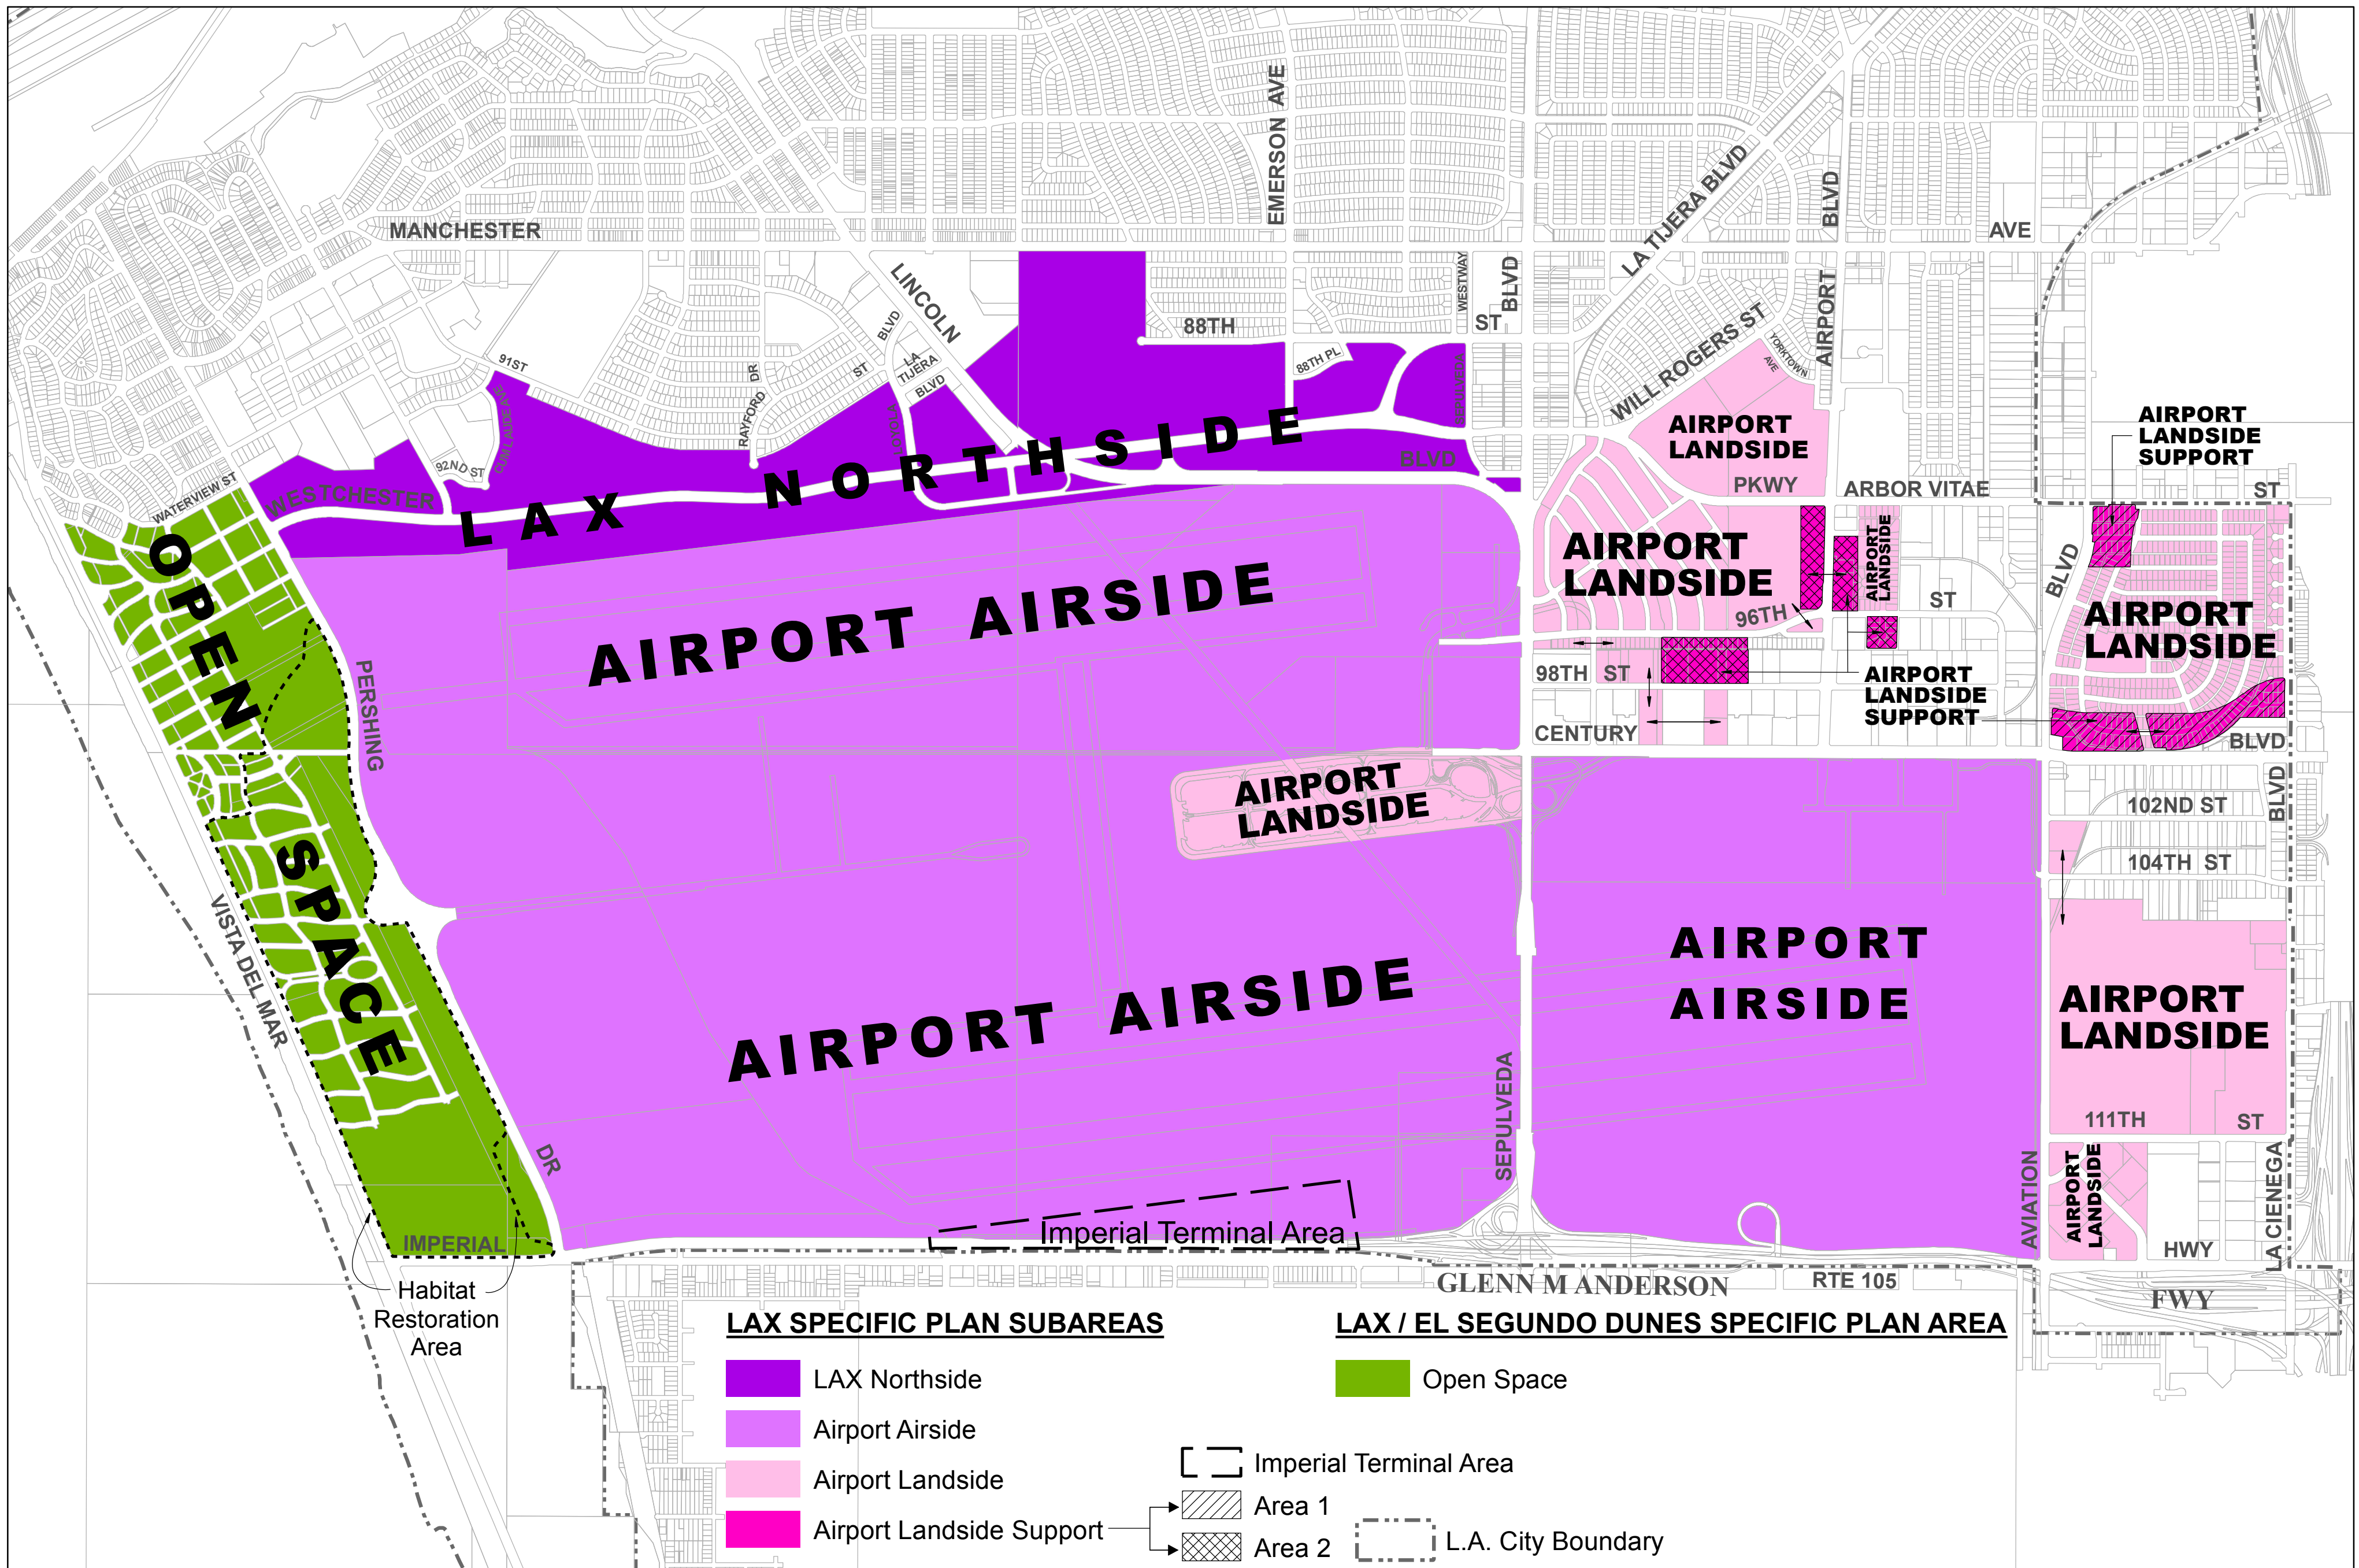 MANCHESTER
EMERSON AVE
LA TIJERA BLVD
BLVD
AVE
LINCOLN
WESTWAY
BLVD
88TH
ST
WILL ROGERS ST
YORKTOWN
AVE
AIRPORT
91ST
CUM LAUDE AVE
92ND ST
RAYFORD DR
ST
BLVD
LA
TIJERA
BLVD
LOYOLA
88TH PL
SEPULVEDA
WATERVIEW ST
WESTCHESTER
BLVD
LAX NORTHSIDE
AIRPORT
LANDSIDE
PKWY
ARBOR VITAE
ST
AIRPORT
LANDSIDE
SUPPORT
OPEN SPACE
AIRPORT AIRSIDE
AIRPORT
LANDSIDE
AIRPORT
LANDSIDE
96TH
ST
BLVD
AIRPORT
LANDSIDE
98TH ST
AIRPORT
LANDSIDE
SUPPORT
CENTURY
BLVD
PERSHING
AIRPORT
LANDSIDE
102ND ST
BLVD
104TH ST
VISTA DEL MAR
AIRPORT AIRSIDE
AIRPORT
AIRSIDE
AIRPORT
LANDSIDE
SEPULVEDA
111TH
ST
DR
AVIATION
AIRPORT
LANDSIDE
LA CIENEGA
IMPERIAL
Imperial Terminal Area
HWY
Habitat
Restoration
Area
GLENN M ANDERSON
RTE 105
FWY
LAX SPECIFIC PLAN SUBAREAS
LAX / EL SEGUNDO DUNES SPECIFIC PLAN AREA
LAX Northside
Open Space
Airport Airside
Airport Landside
Imperial Terminal Area
Area 1
Airport Landside Support
Area 2
L.A. City Boundary